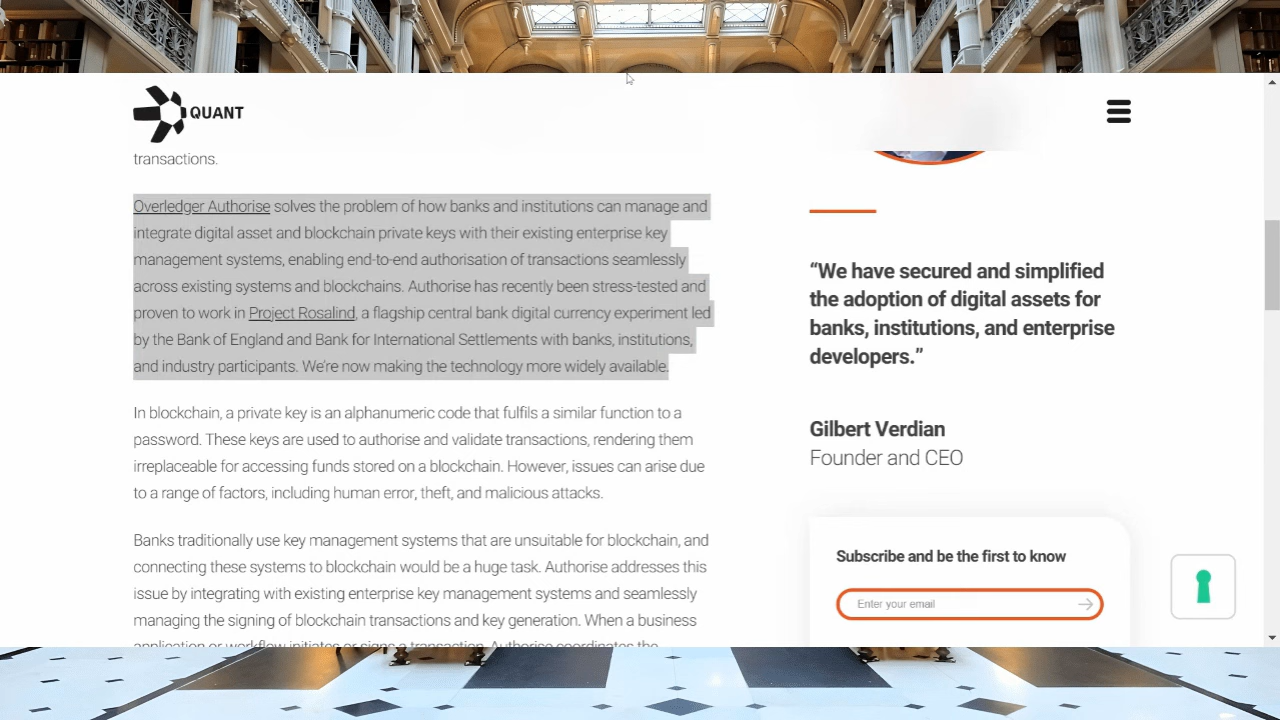 QUANT
transactions.
Overledger Authorise solves the problem of how banks and institutions can manage and
integrate digital asset and blockchain private keys with their existing enterprise key
management systems, enabling end-to-end authorisation of transactions seamlessly
across existing systems and blockchains. Authorise has recently been stress-tested and
proven to work in Project Rosalind, a flagship central bank digital currency experiment led
by the Bank of England and Bank for International Settlements with banks, institutions,
and industry participants. We're now making the technology more widely available.
In blockchain, a private key is an alphanumeric code that fulfils a similar function to a
password. These keys are used to authorise and validate transactions, rendering them
irreplaceable for accessing funds stored on a blockchain. However, issues can arise due
to a range of factors, including human error, theft, and malicious attacks.
Banks traditionally use key management systems that are unsuitable for blockchain, and
connecting these systems to blockchain would be a huge task. Authorise addresses this
issue by integrating with existing enterprise key management systems and seamlessly
managing the signing of blockchain transactions and key generation. When a business
application or workflow initiates or signs a transaction, Authorise coordinates the
“We have secured and simplified
the adoption of digital assets for
banks, institutions, and enterprise
developers.”
Gilbert Verdian
Founder and CEO
Subscribe and be the first to know
Enter your email